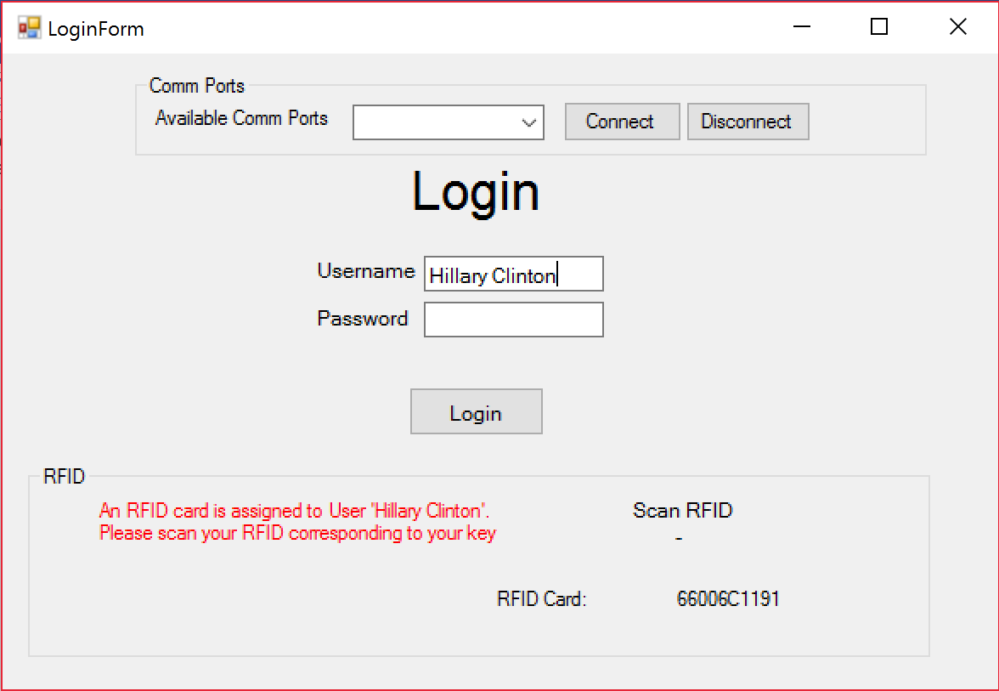 LoginForm
Comm Ports
Available Comm Ports
Connect
Disconnect
Login
Username
Hillary Clinton
Password
Login
RFID
An RFID card is assigned to User 'Hillary Clinton'.
Please scan your RFID corresponding to your key
Scan RFID
-
RFID Card:
66006C1191